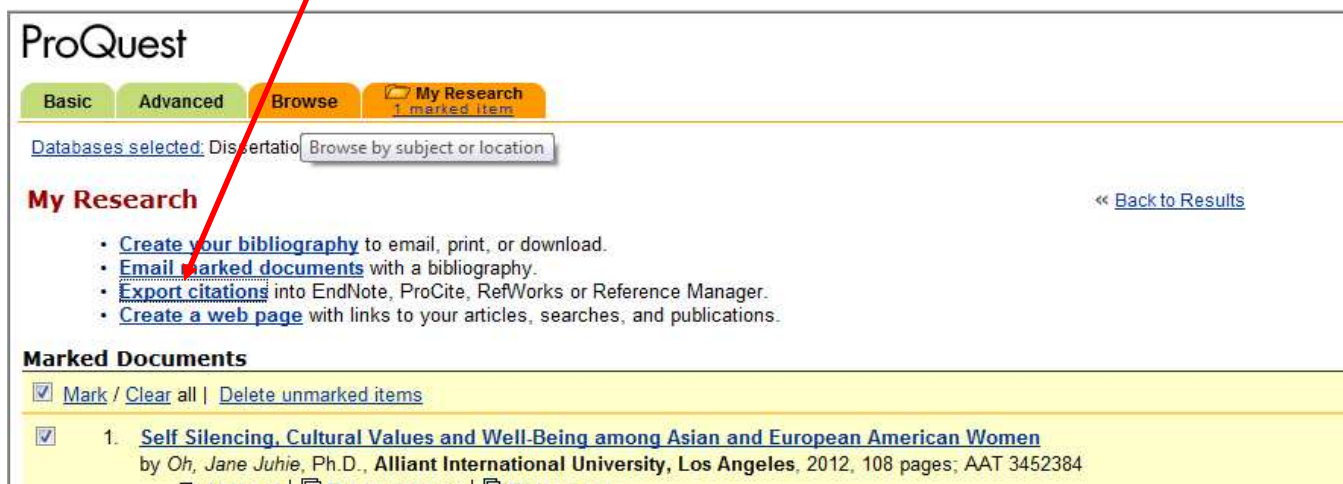 ProQuest
Basic Advanced Browse My Research
1 marked item
Databases selected: Dissertatio Browse by subject or location
My Research « Back to Results
• Create your bibliography to email, print, or download.
• Email marked documents with a bibliography.
• Export citations into EndNote, ProCite, RefWorks or Reference Manager.
• Create a web page with links to your articles, searches, and publications.
Marked Documents
Mark / Clear all | Delete unmarked items
1. Self Silencing, Cultural Values and Well-Being among Asian and European American Women
by Oh, Jane Juhie, Ph.D., Alliant International University, Los Angeles, 2012, 108 pages; AAT 3452384